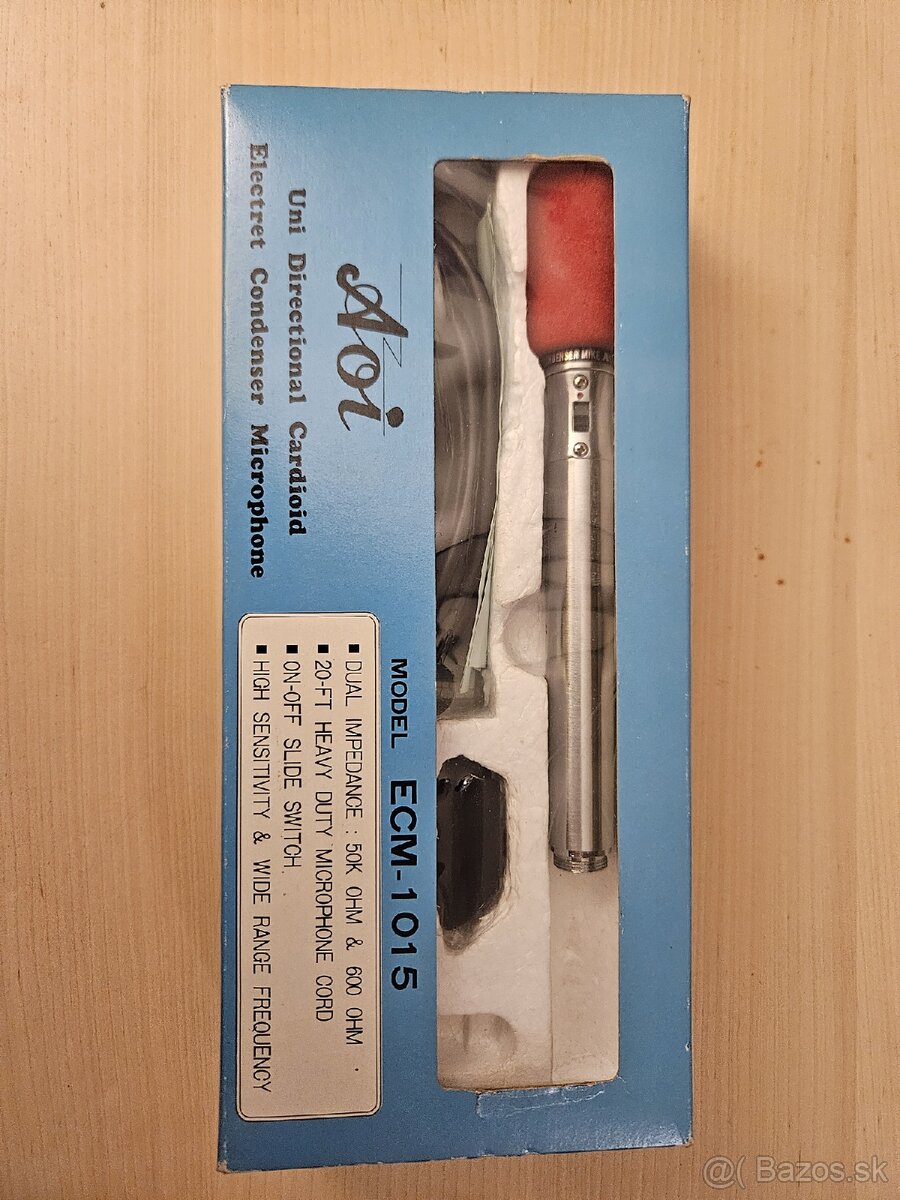 Aoi
Uni Directional Cardioid
Electret Condenser Microphone
MODEL ECM-1015
■ DUAL IMPEDANCE : 50K OHM & 600 OHM
■ 20-FT HEAVY DUTY MICROPHONE CORD
■ ON-OFF SLIDE SWITCH.
■ HIGH SENSITIVITY & WIDE RANGE FREQUENCY
MIKE
@( Bazos.sk